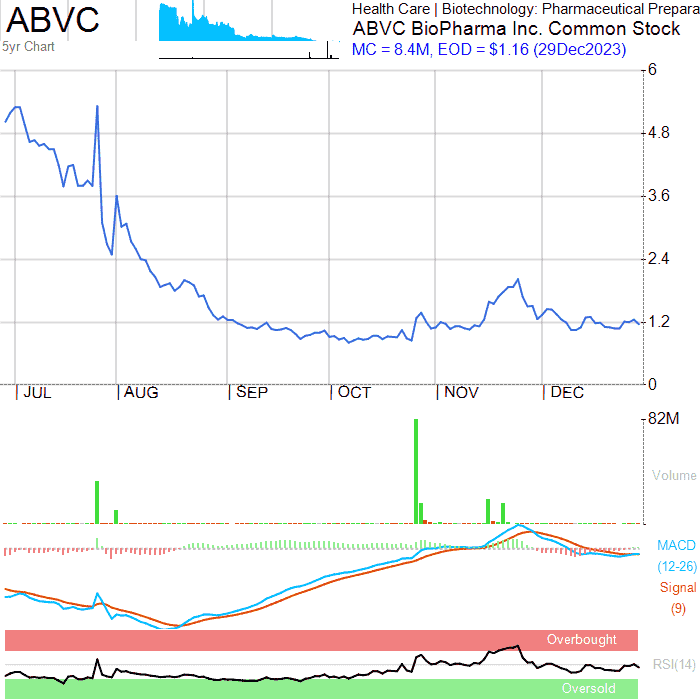 ABVC
5yr Chart
Health Care | Biotechnology: Pharmaceutical Prepara
ABVC BioPharma Inc. Common Stock
MC = 8.4M, EOD = $1.16 (29Dec2023)
6
4.8
3.6
2.4
1.2
0
JUL AUG SEP OCT NOV DEC
82M
Volume
MACD
(12-26)
Signal
(9)
Overbought
RSI(14)
Oversold